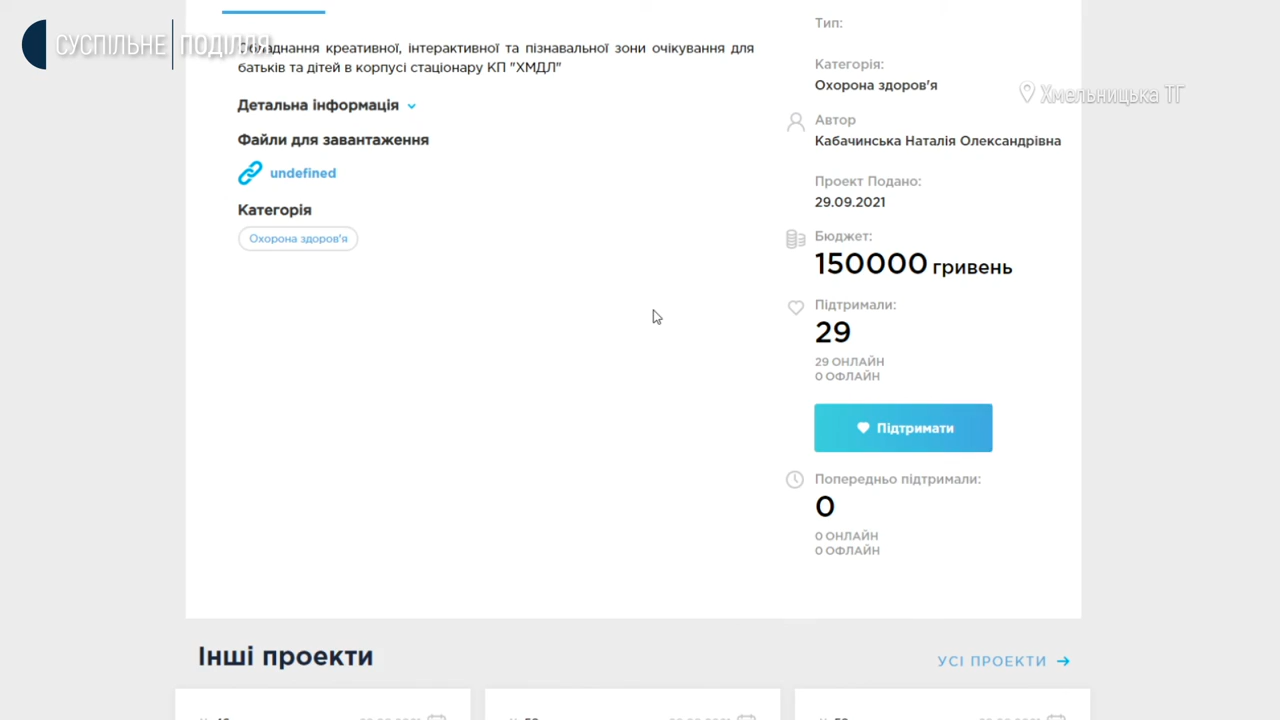 СУСПІЛЬНЕ ПОДІЛЛЯ
Обладнання креативної, інтерактивної та пізнавальної зони очікування для
батьків та дітей в корпусі стаціонару КП "ХМДЛ"
Детальна інформація
Файли для завантаження
undefined
Категорія
Охорона здоров'я
Тип:
Категорія:
Охорона здоров'я
Хмельницька ТГ
Автор
Кабачинська Наталія Олександрівна
Проект Подано:
29.09.2021
Бюджет:
150000 гривень
Підтримали:
29
29 ОНЛАЙН
0 ОФЛАЙН
Підтримати
Попередньо підтримали:
0
0 ОНЛАЙН
0 ОФЛАЙН
Інші проекти
УСІ ПРОЕКТИ